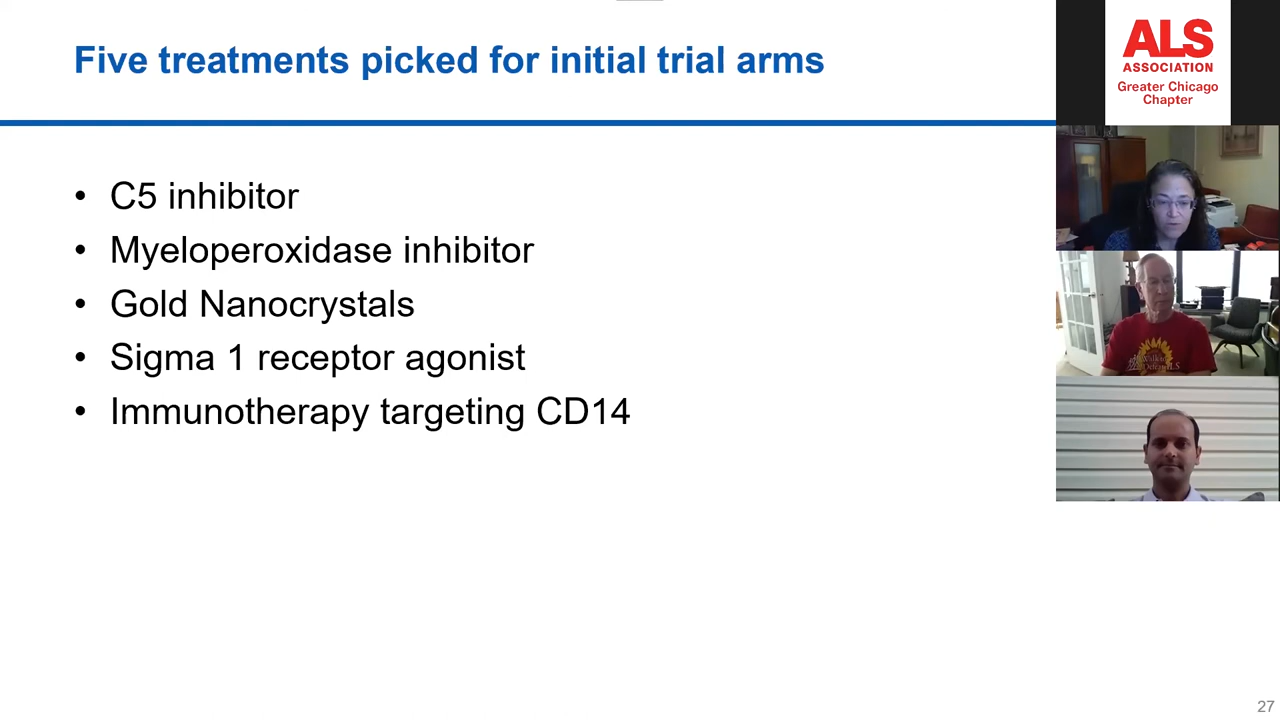 Five treatments picked for initial trial arms
• C5 inhibitor
• Myeloperoxidase inhibitor
• Gold Nanocrystals
• Sigma 1 receptor agonist
• Immunotherapy targeting CD14
ALS
ASSOCIATION
Greater Chicago
Chapter
27